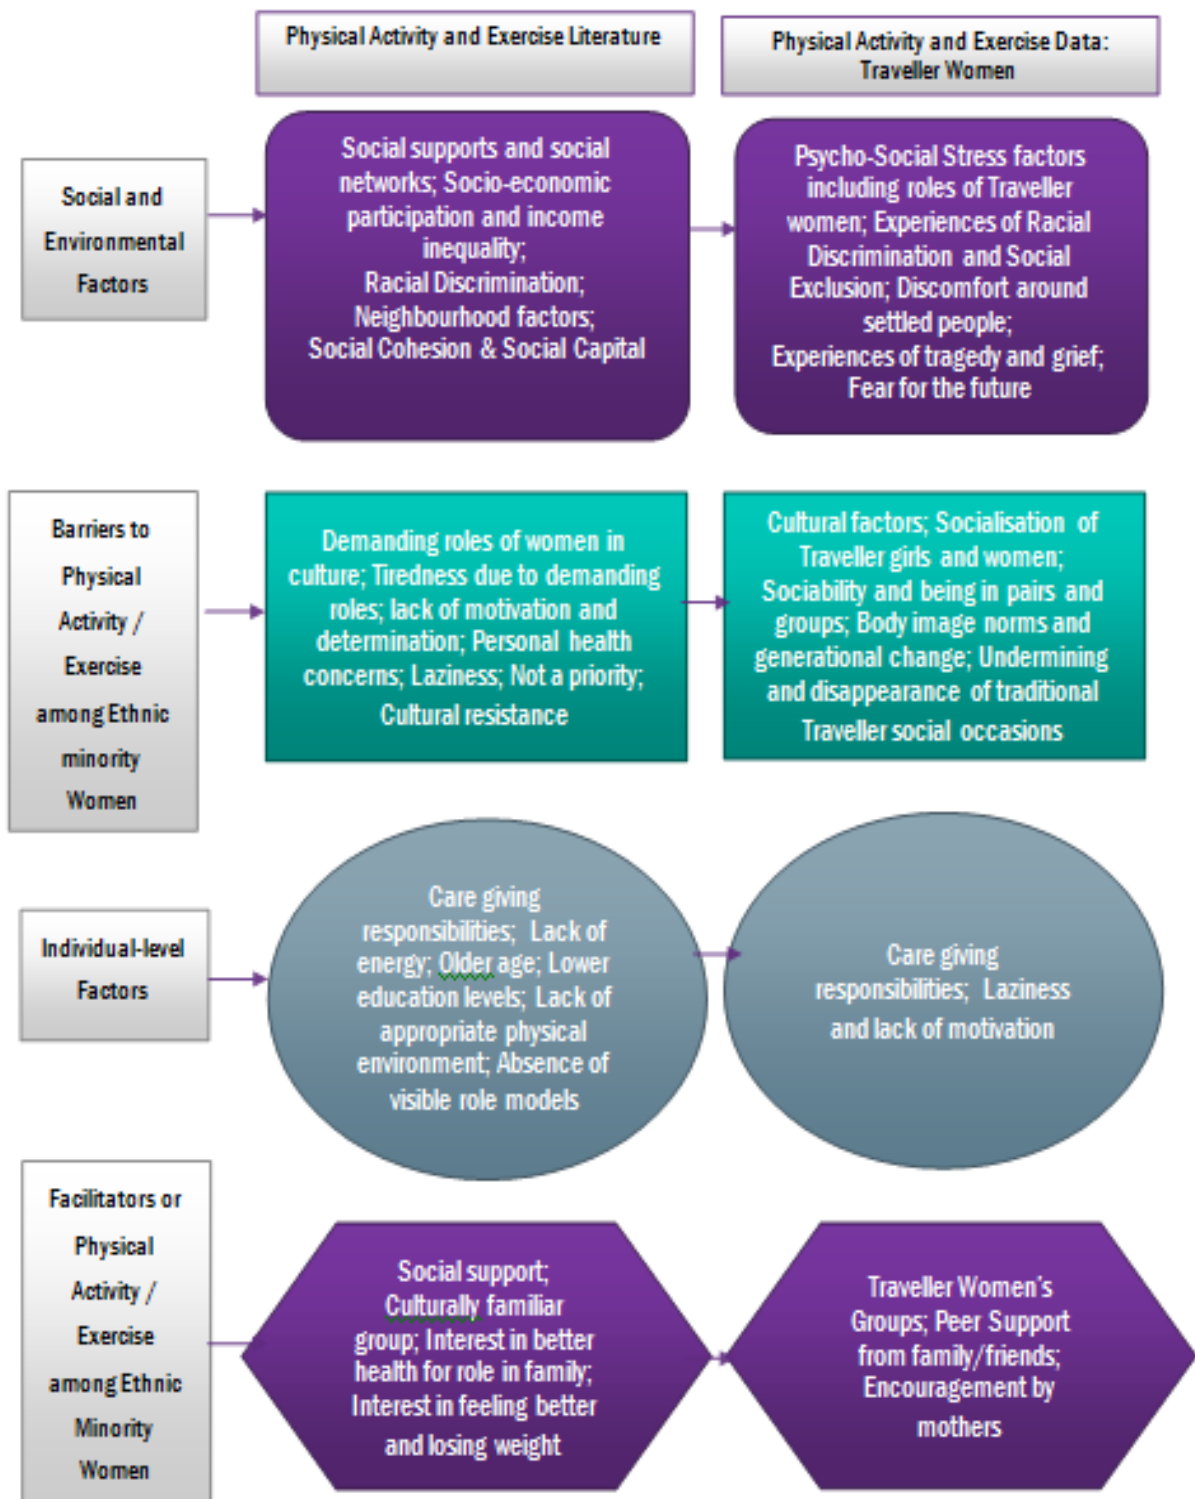 Physical Activity and Exercise Literature
Physical Activity and Exercise Data:
Traveller Women
Social and
Environmental
Factors
Social supports and social
networks; Socio-economic
participation and income
inequality;
Racial Discrimination;
Neighbourhood factors;
Social Cohesion & Social Capital
Psycho-Social Stress factors
including roles of Traveller
women; Experiences of Racial
Discrimination and Social
Exclusion; Discomfort around
settled people;
Experiences of tragedy and grief;
Fear for the future
Barriers to
Physical
Activity /
Exercise
among Ethnic
minority
Women
Demanding roles of women in
culture; Tiredness due to demanding
roles; lack of motivation and
determination; Personal health
concerns; Laziness; Not a priority;
Cultural resistance
Cultural factors; Socialisation of
Traveller girls and women;
Sociability and being in pairs and
groups; Body image norms and
generational change; Undermining
and disappearance of traditional
Traveller social occasions
Individual-level
Factors
Care giving
responsibilities; Lack of
energy; Older age; Lower
education levels; Lack of
appropriate physical
environment; Absence of
visible role models
Care giving
responsibilities; Laziness
and lack of motivation
Facilitators or
Physical
Activity /
Exercise
among Ethnic
Minority
Women
Social support;
Culturally familiar
group; Interest in better
health for role in family;
Interest in feeling better
and losing weight
Traveller Women's
Groups; Peer Support
from family/friends;
Encouragement by
mothers